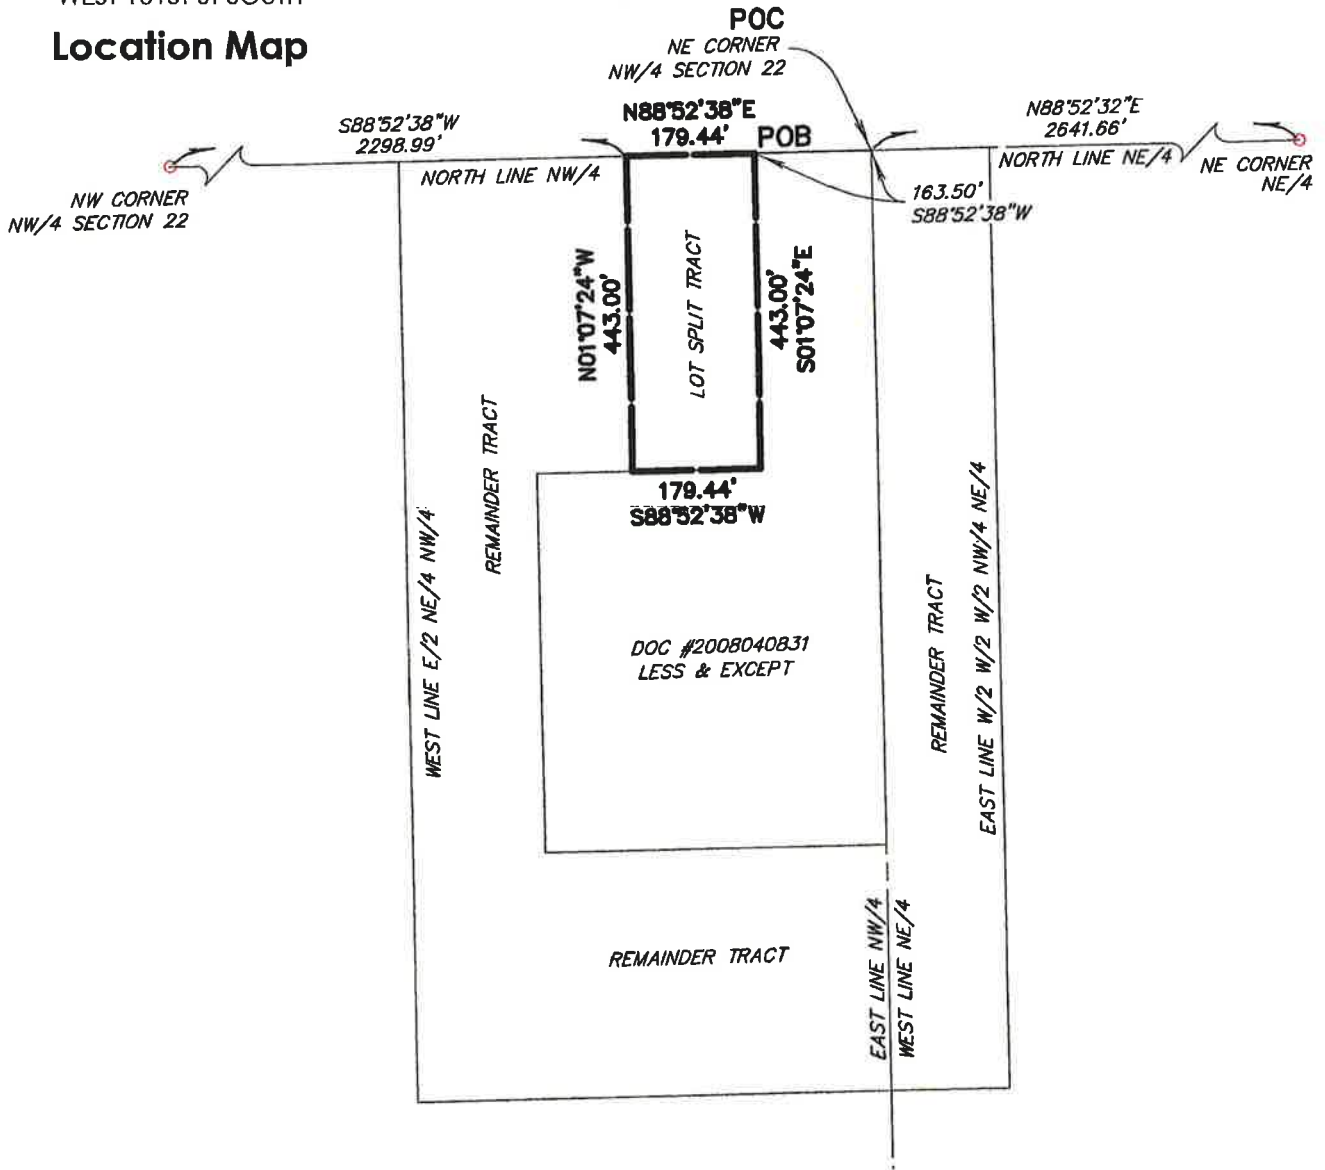 Location Map
POC
NE CORNER
NW/4 SECTION 22
S88°52'38"W
2298.99'
N88°52'38"E
179.44'
POB
N88°52'32"E
2641.66'
NORTH LINE NW/4
NORTH LINE NE/4
NE CORNER
NE/4
NW CORNER
NW/4 SECTION 22
163.50'
S88°52'38"W
N01°07'24"W
443.00'
LOT SPLIT TRACT
443.00'
S01°07'24"E
REMAINDER TRACT
179.44'
S88°52'38"W
WEST LINE E/2 NE/4 NW/4
DOC #2008040831
LESS & EXCEPT
REMAINDER TRACT
EAST LINE W/2 W/2 NW/4 NE/4
REMAINDER TRACT
EAST LINE NW/4
WEST LINE NE/4